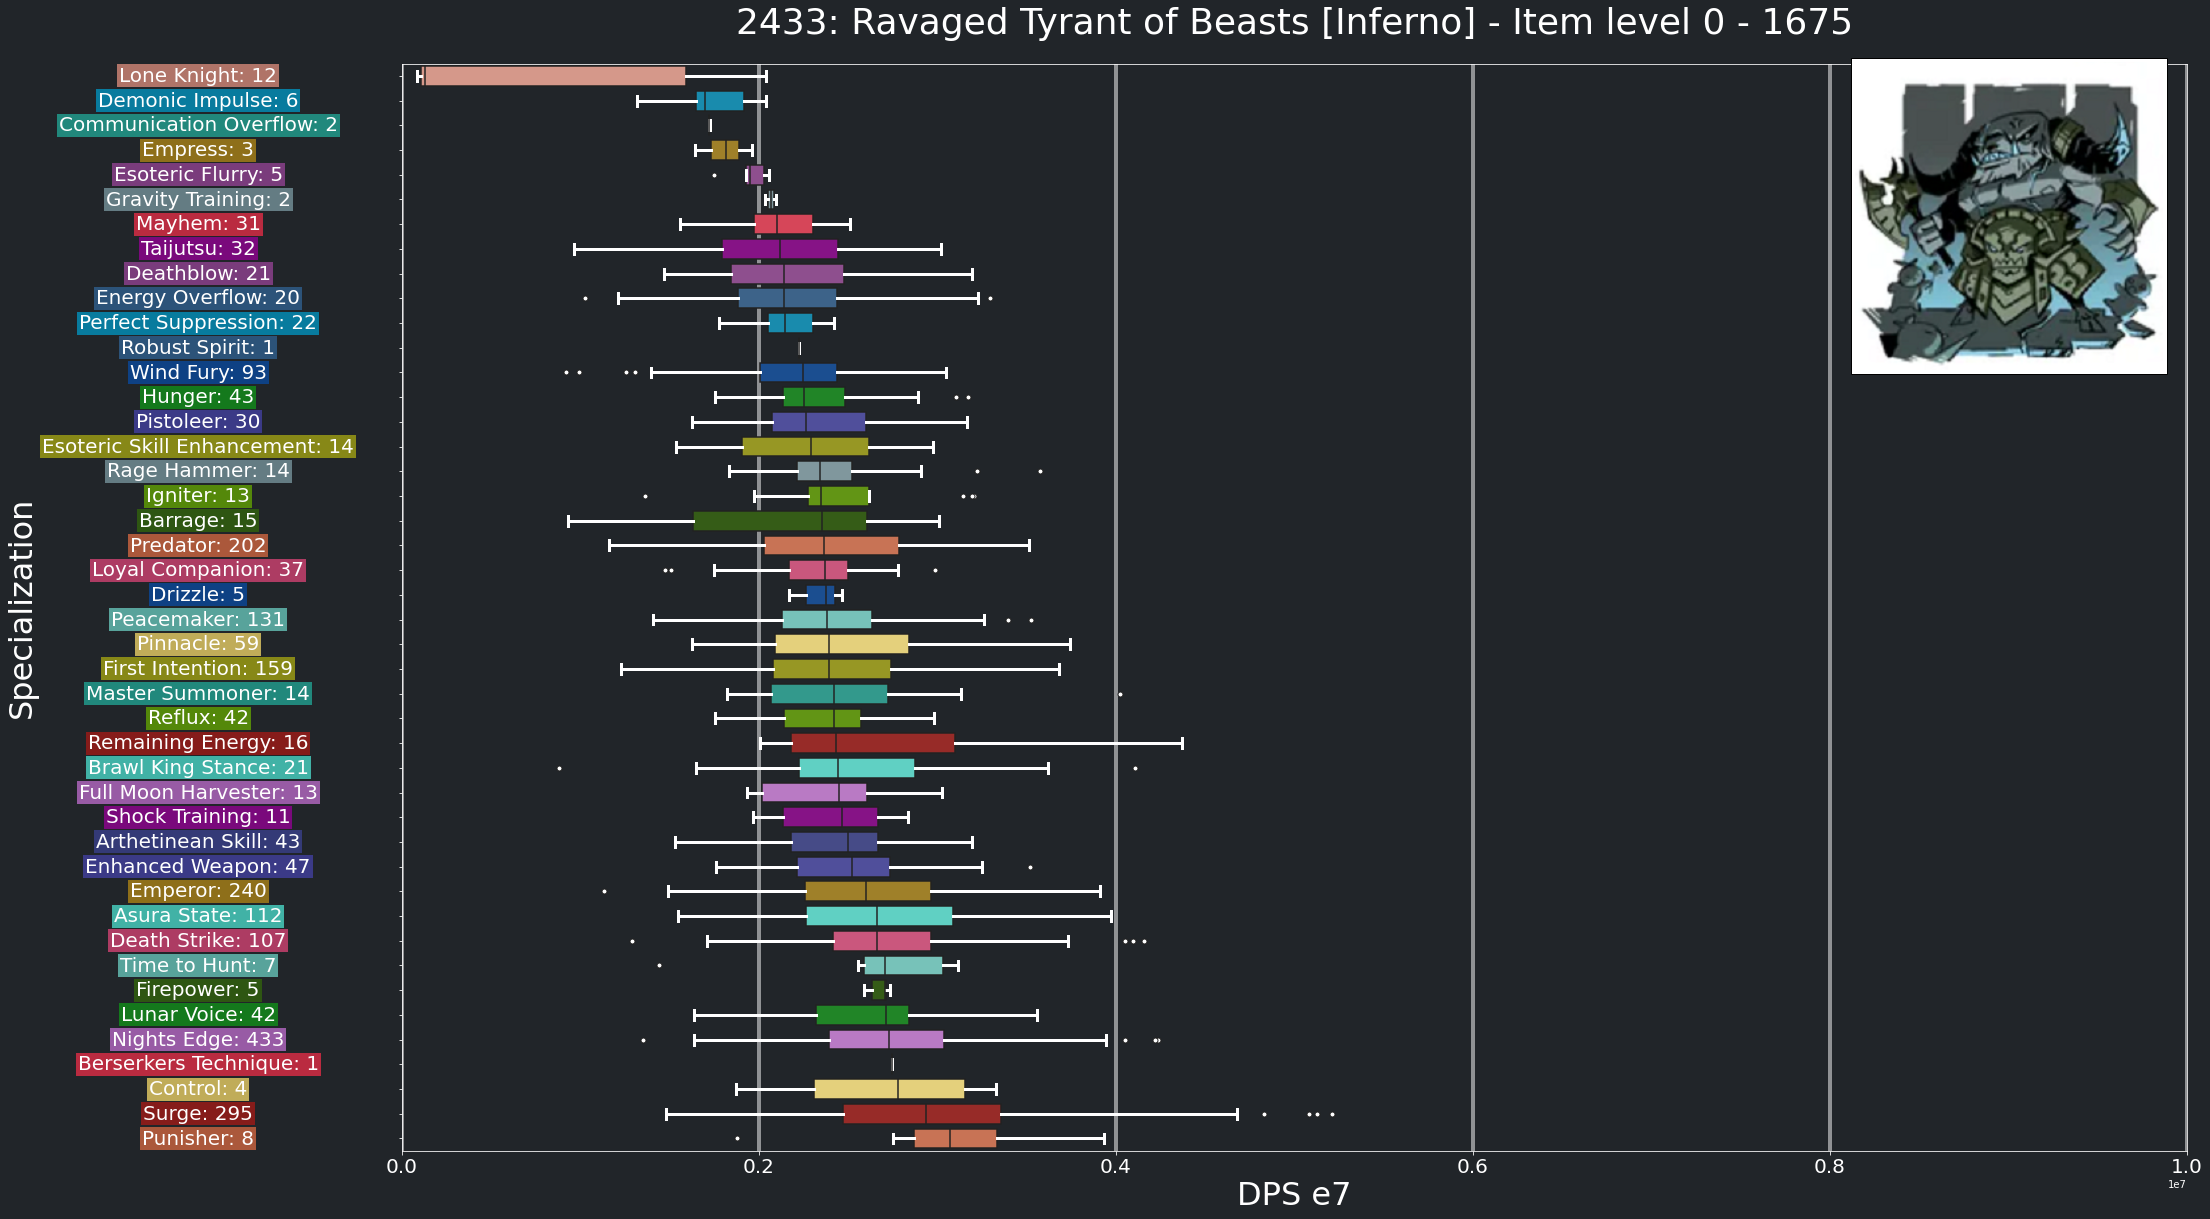 2433: Ravaged Tyrant of Beasts [Inferno] - Item level 0 - 1675
Specialization
Lone Knight: 12
Demonic Impulse: 6
Communication Overflow: 2
Empress: 3
Esoteric Flurry: 5
Gravity Training: 2
Mayhem: 31
Taijutsu: 32
Deathblow: 21
Energy Overflow: 20
Perfect Suppression: 22
Robust Spirit: 1
Wind Fury: 93
Hunger: 43
Pistoleer: 30
Esoteric Skill Enhancement: 14
Rage Hammer: 14
Igniter: 13
Barrage: 15
Predator: 202
Loyal Companion: 37
Drizzle: 5
Peacemaker: 131
Pinnacle: 59
First Intention: 159
Master Summoner: 14
Reflux: 42
Remaining Energy: 16
Brawl King Stance: 21
Full Moon Harvester: 13
Shock Training: 11
Arthetinean Skill: 43
Enhanced Weapon: 47
Emperor: 240
Asura State: 112
Death Strike: 107
Time to Hunt: 7
Firepower: 5
Lunar Voice: 42
Nights Edge: 433
Berserkers Technique: 1
Control: 4
Surge: 295
Punisher: 8
0.0 0.2 0.4 0.6 0.8 1.0
1e7
DPS e7